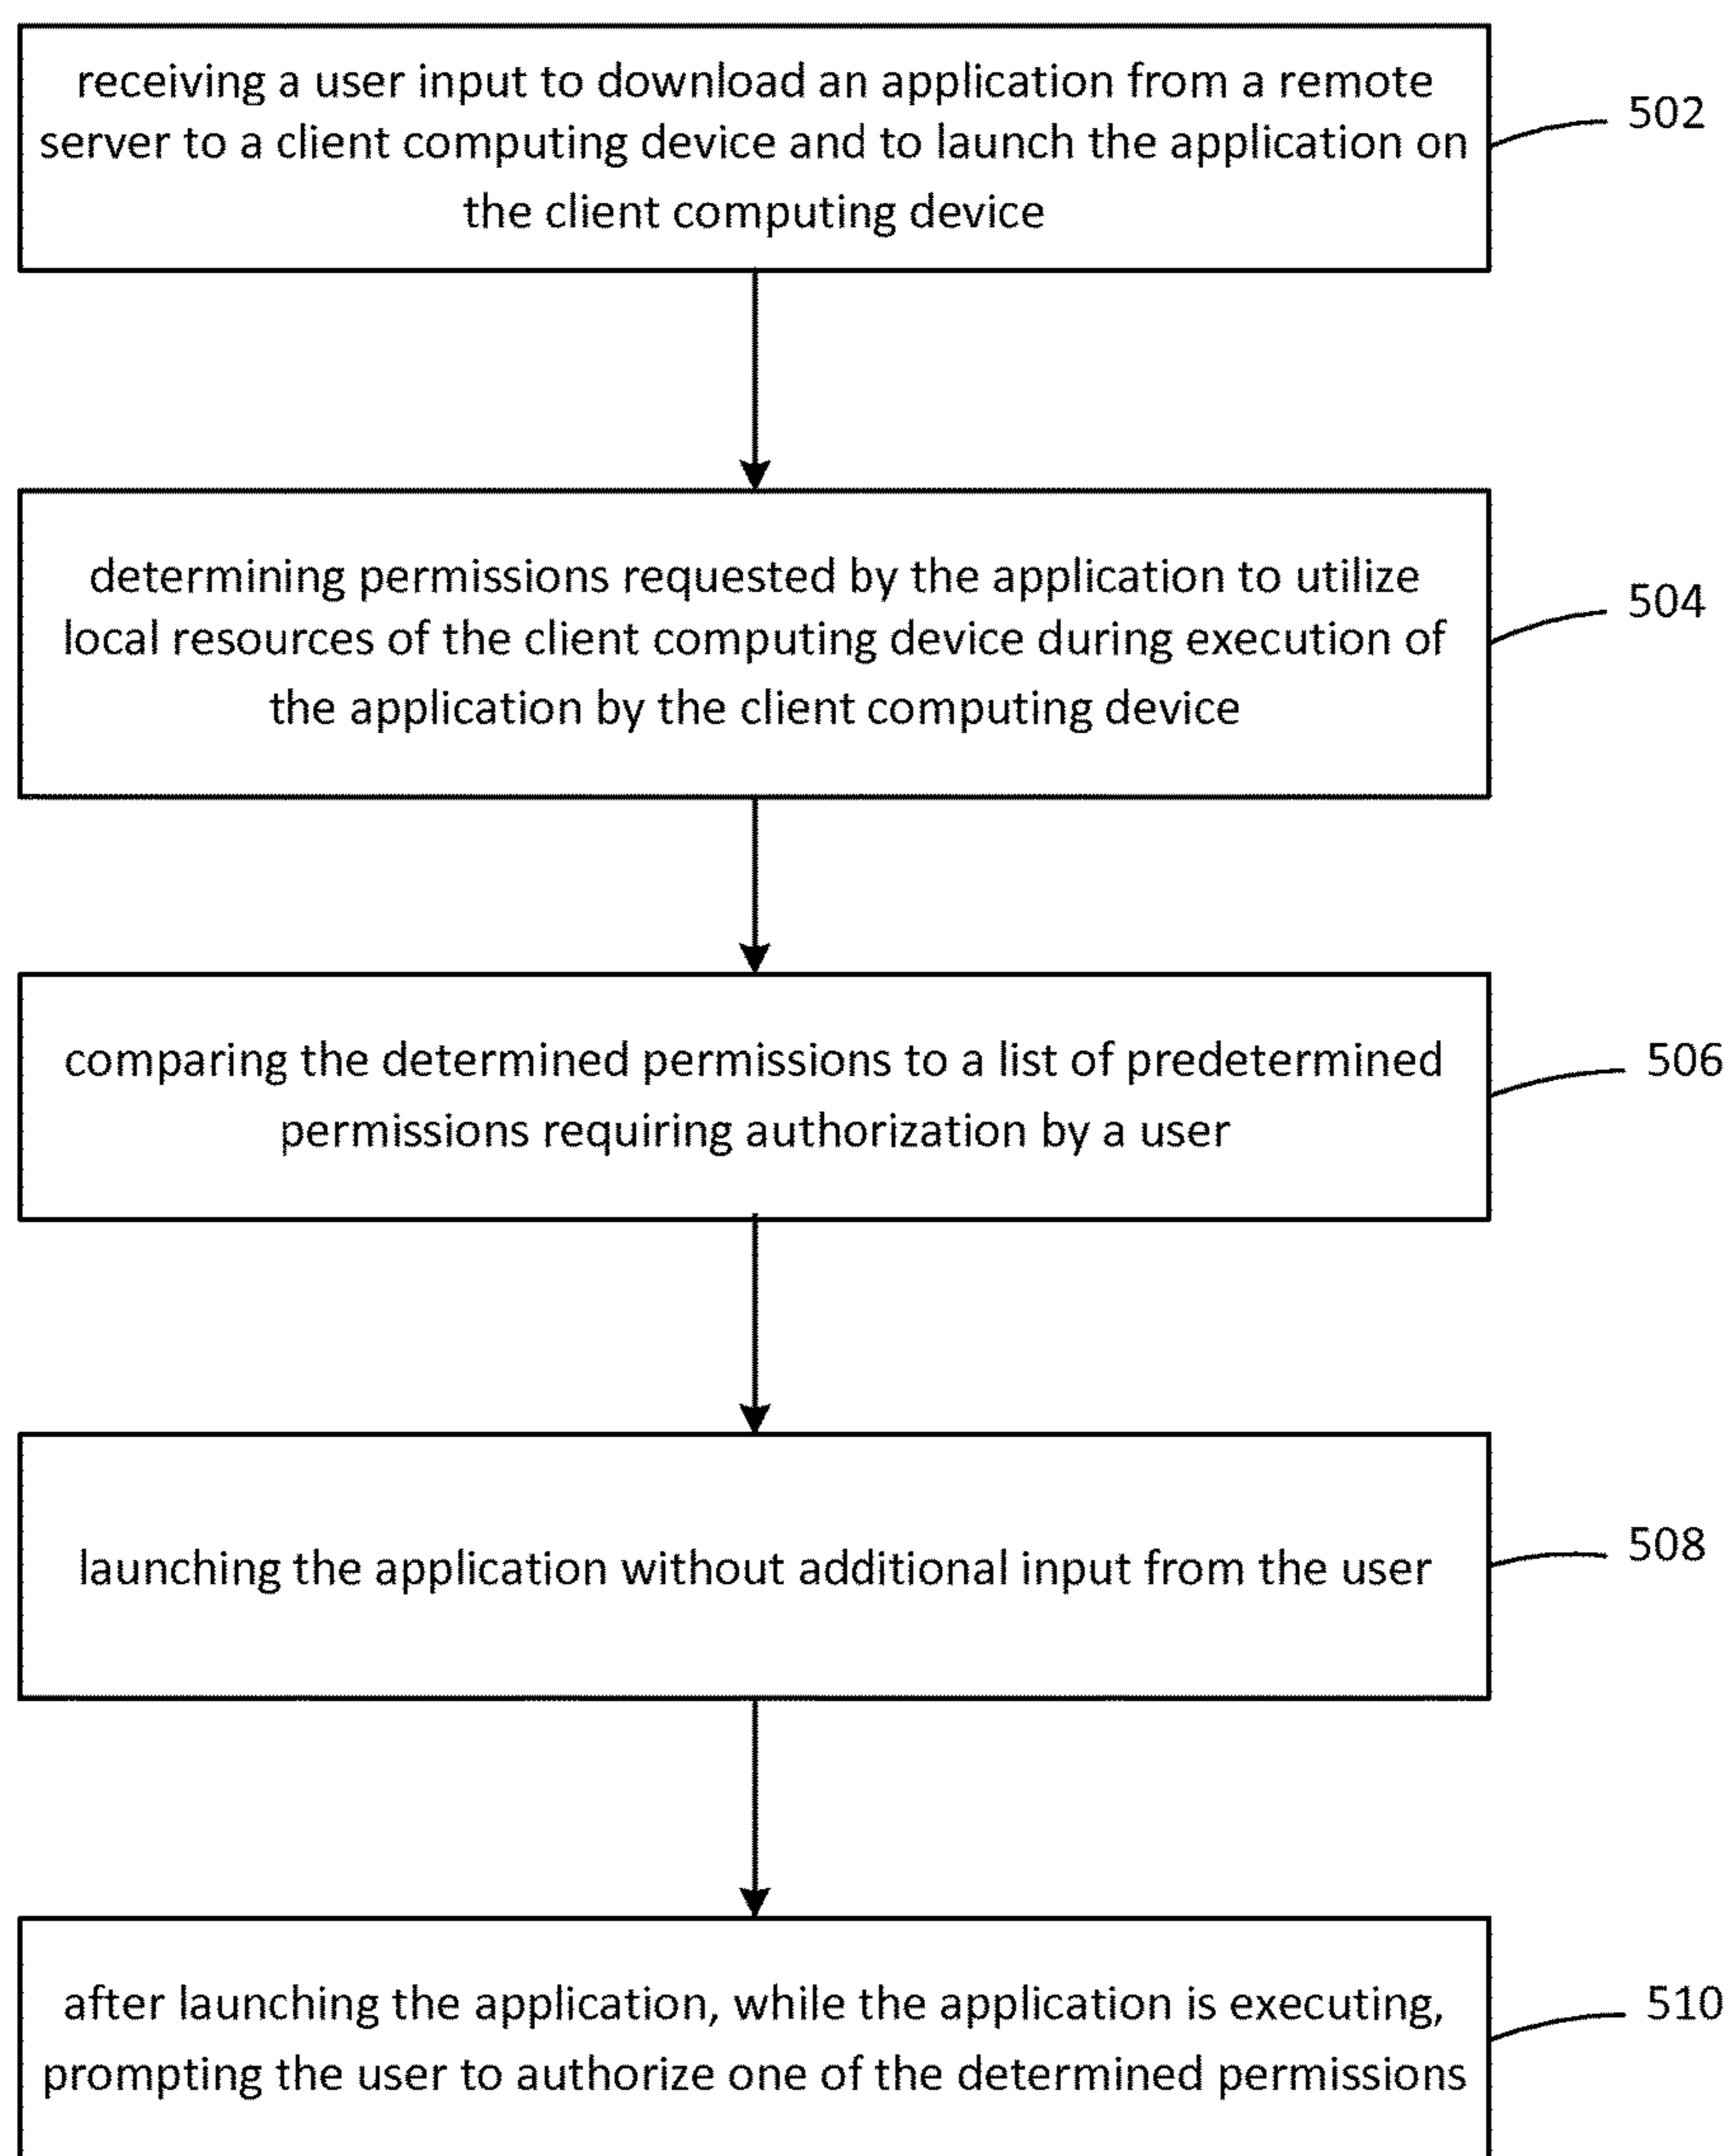 receiving a user input to download an application from a remote
server to a client computing device and to launch the application on
the client computing device
502
determining permissions requested by the application to utilize
local resources of the client computing device during execution of
the application by the client computing device
504
comparing the determined permissions to a list of predetermined
permissions requiring authorization by a user
506
launching the application without additional input from the user
508
after launching the application, while the application is executing,
prompting the user to authorize one of the determined permissions
510